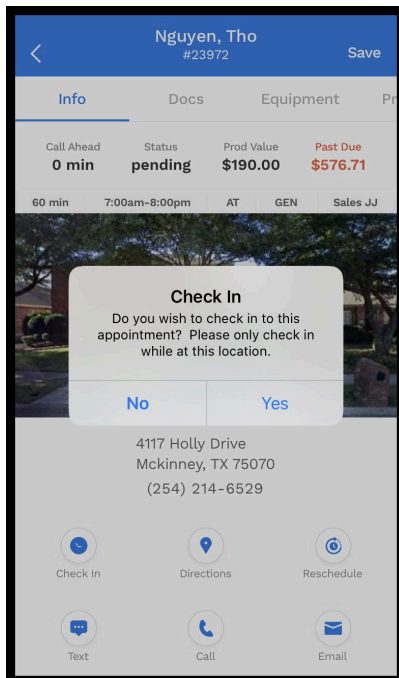 Nguyen, Tho
#23972
Save
Info Docs Equipment Pr
Call Ahead Status Prod Value Past Due
0 min pending $190.00 $576.71
60 min 7:00am-8:00pm AT GEN Sales JJ
Check In
Do you wish to check in to this
appointment? Please only check in
while at this location.
No Yes
4117 Holly Drive
Mckinney, TX 75070
(254) 214-6529
Check In Directions Reschedule
Text Call Email